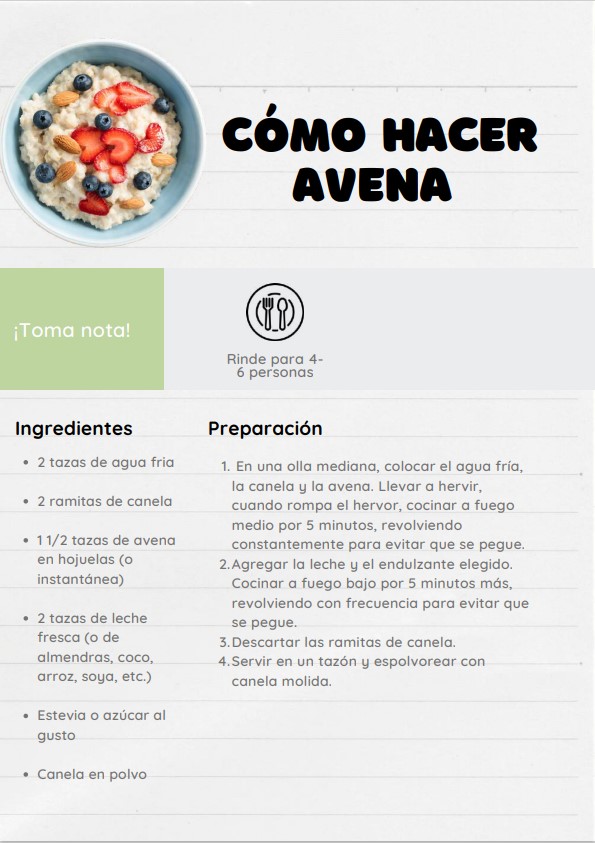 CÓMO HACER
AVENA
¡Toma nota!
Rinde para 4-
6 personas
Ingredientes
• 2 tazas de agua fria
• 2 ramitas de canela
• 1 1/2 tazas de avena
en hojuelas (o
instantánea)
• 2 tazas de leche
fresca (o de
almendras, coco,
arroz, soya, etc.)
• Estevia o azúcar al
gusto
• Canela en polvo
Preparación
1. En una olla mediana, colocar el agua fría,
la canela y la avena. Llevar a hervir,
cuando rompa el hervor, cocinar a fuego
medio por 5 minutos, revolviendo
constantemente para evitar que se pegue.
2. Agregar la leche y el endulzante elegido.
Cocinar a fuego bajo por 5 minutos más,
revolviendo con frecuencia para evitar que
se pegue.
3. Descartar las ramitas de canela.
4. Servir en un tazón y espolvorear con
canela molida.